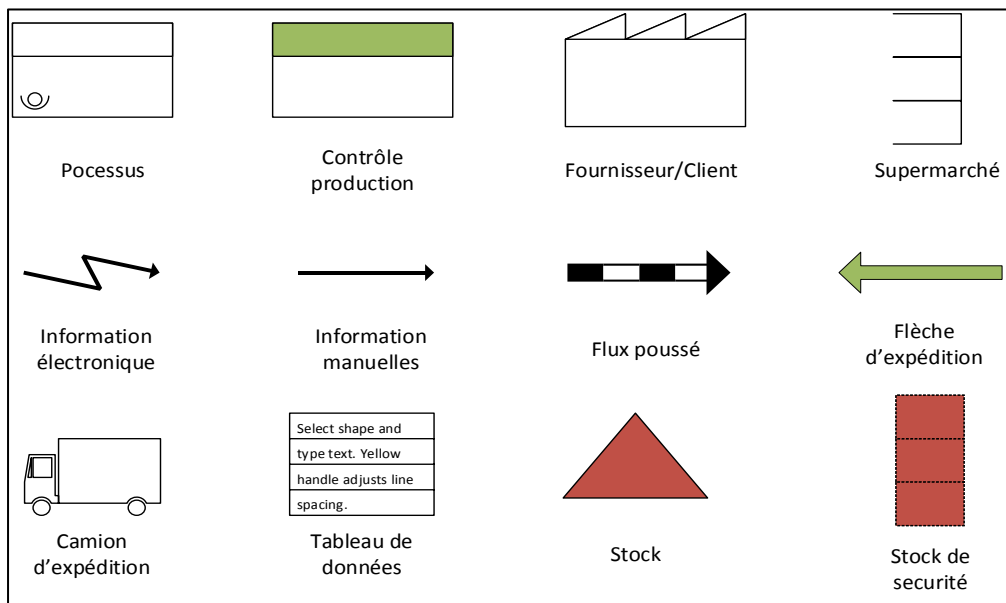 Pocessus
Contrôle
production
Fournisseur/Client
Supermarché
Information
électronique
Information
manuelles
Flux poussé
Flèche
d'expédition
Select shape and
type text. Yellow
handle adjusts line
spacing.
Camion
d'expédition
Tableau de
données
Stock
Stock de
securité